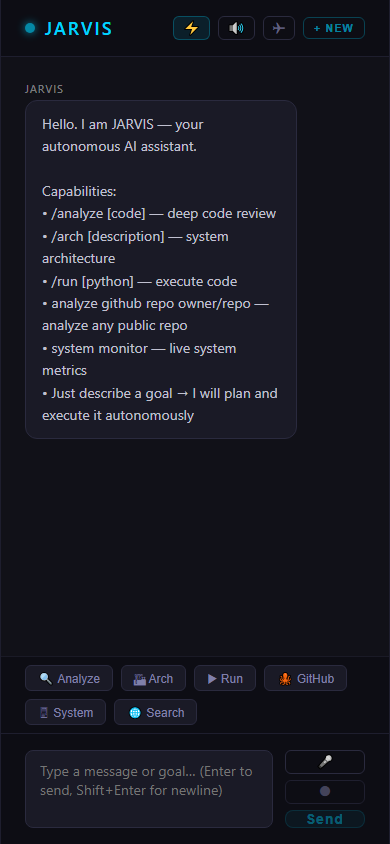 JARVIS
+ NEW
JARVIS
Hello. I am JARVIS — your
autonomous AI assistant.
Capabilities:
• /analyze [code] — deep code review
• /arch [description] — system
architecture
• /run [python] — execute code
• analyze github repo owner/repo —
analyze any public repo
• system monitor — live system
metrics
• Just describe a goal → I will plan and
execute it autonomously
Analyze
Arch
Run
GitHub
System
Search
Type a message or goal... (Enter to
send, Shift+Enter for newline)
Send